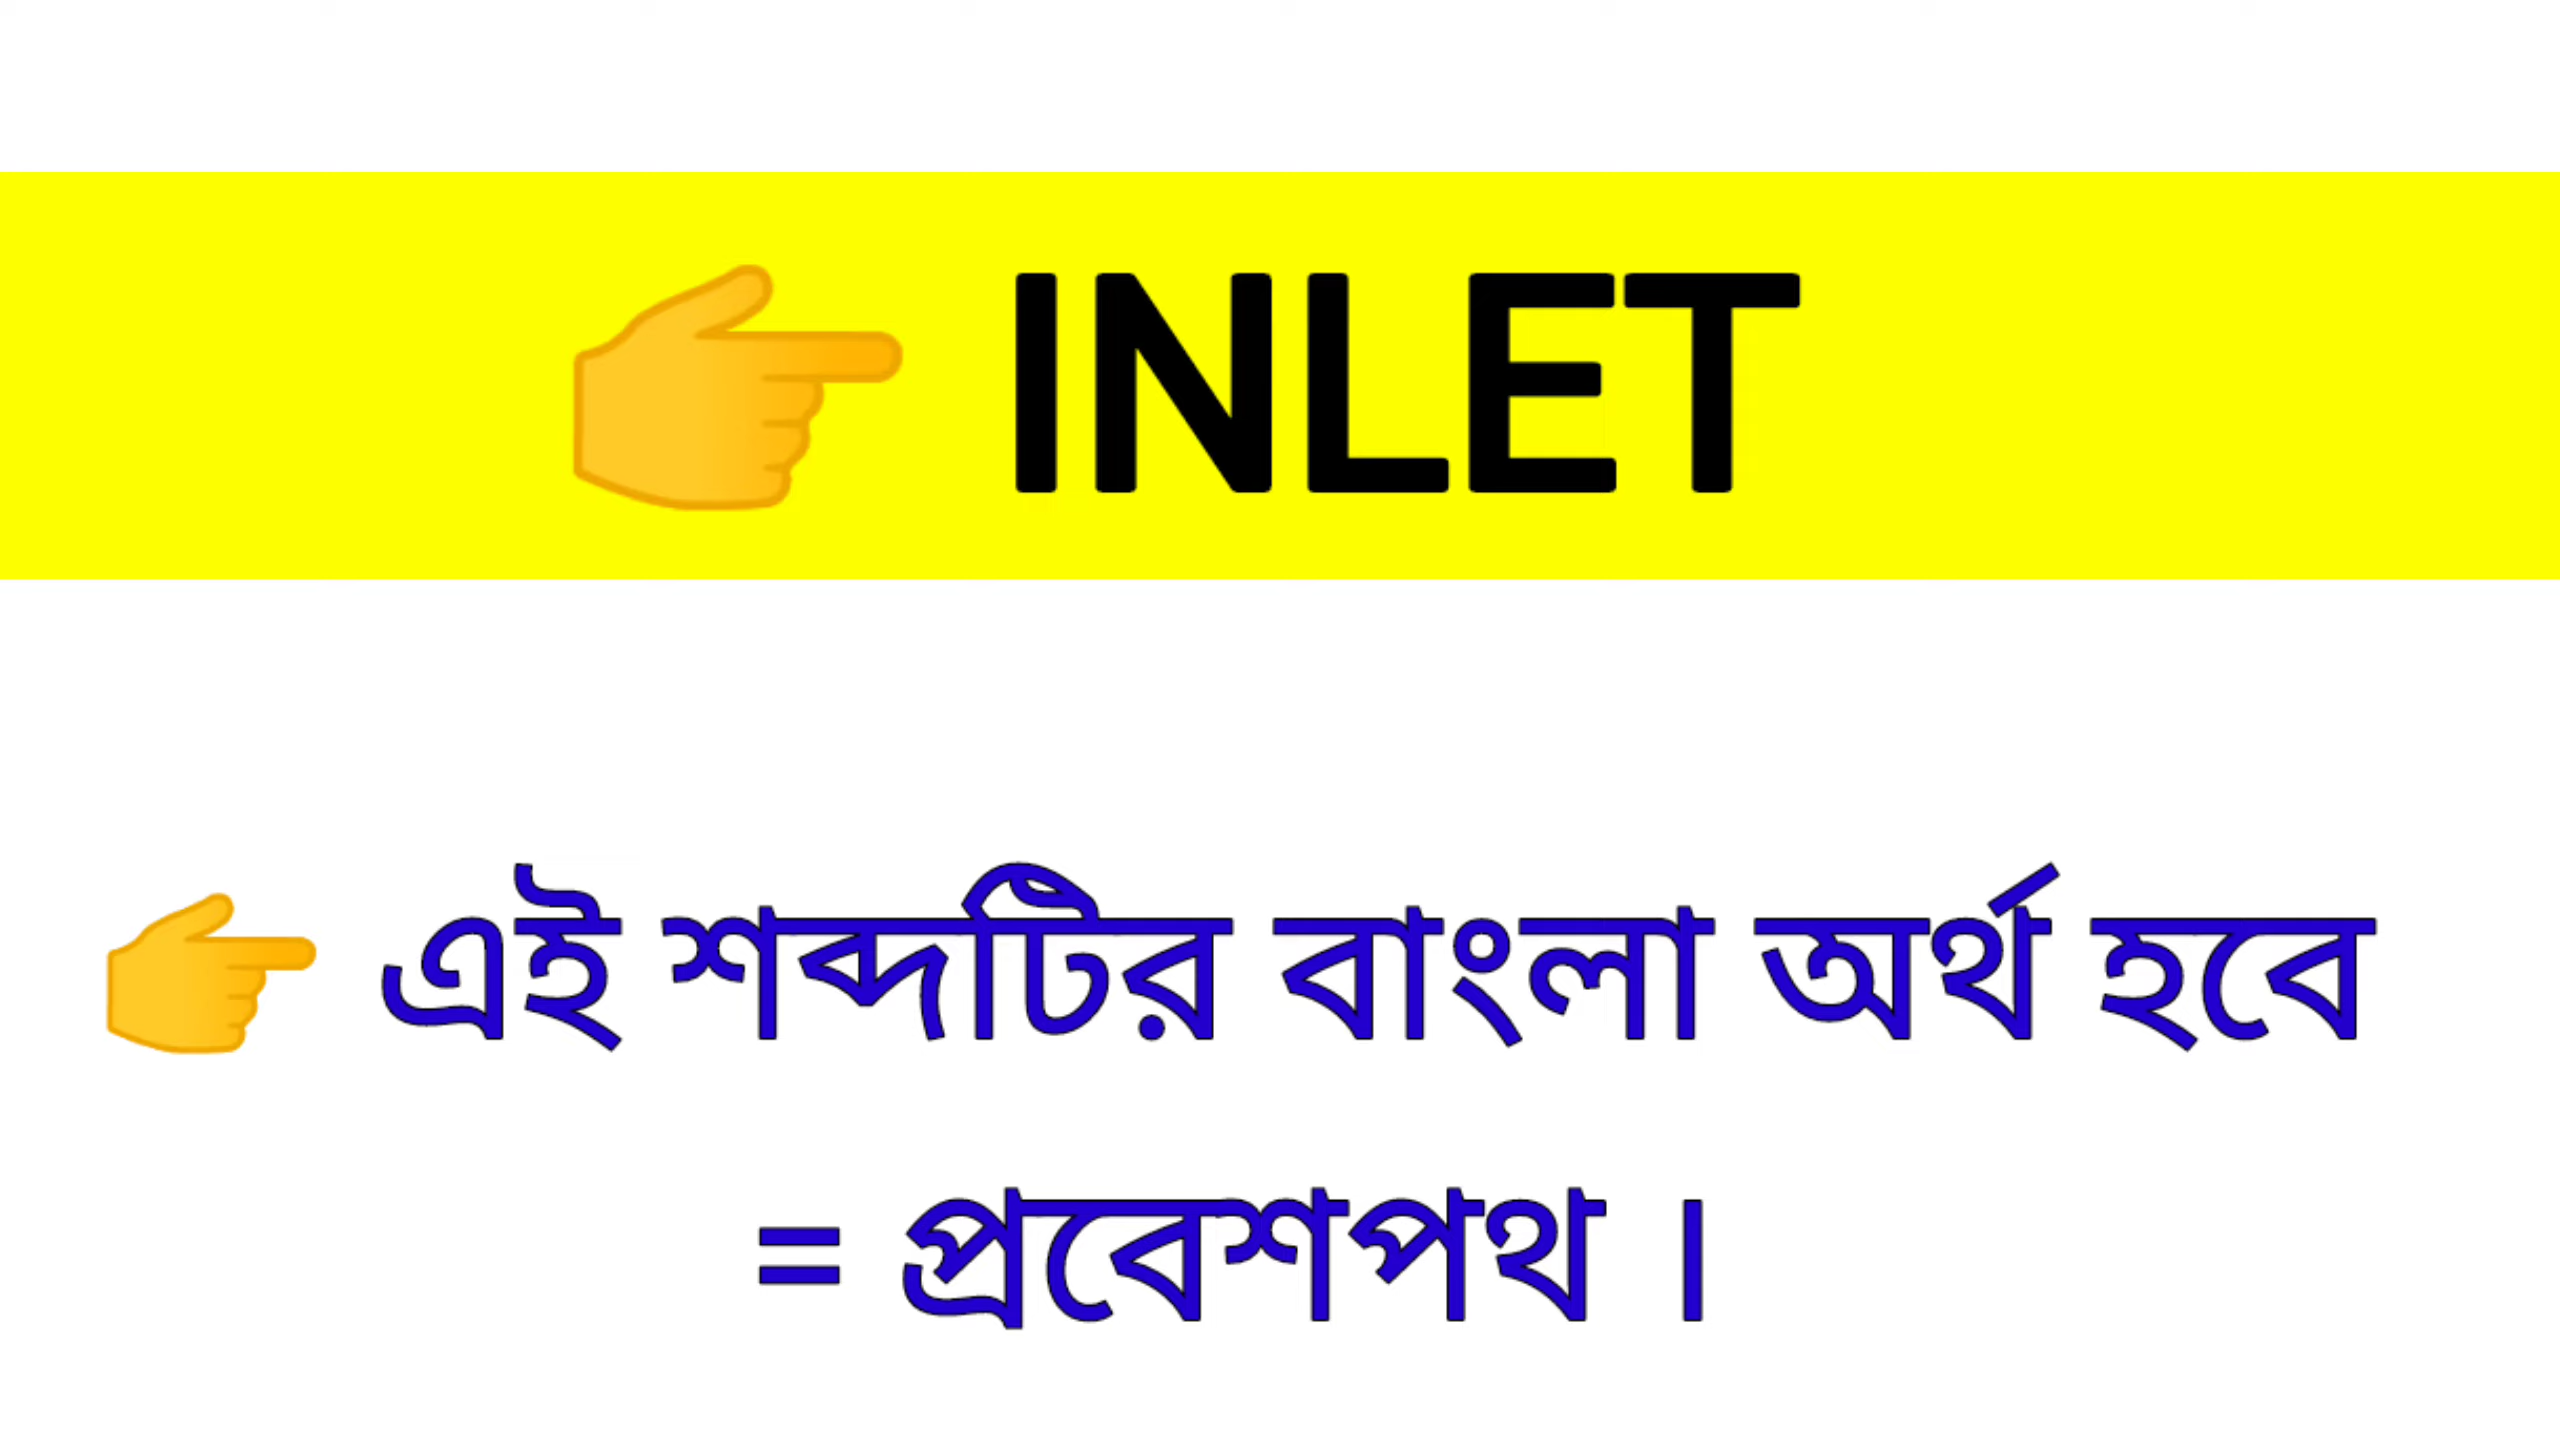 👉 INLET
👉 এই শব্দটির বাংলা অর্থ হবে
= প্রবেশপথ ।